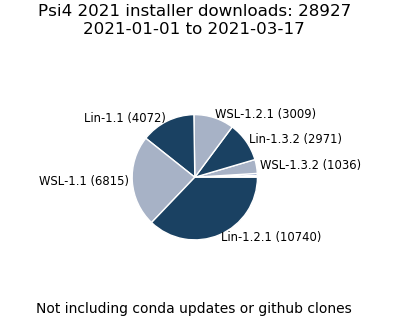 Psi4 2021 installer downloads: 28927
2021-01-01 to 2021-03-17
Lin-1.1 (4072)
WSL-1.2.1 (3009)
Lin-1.3.2 (2971)
WSL-1.3.2 (1036)
WSL-1.1 (6815)
Lin-1.2.1 (10740)
Not including conda updates or github clones